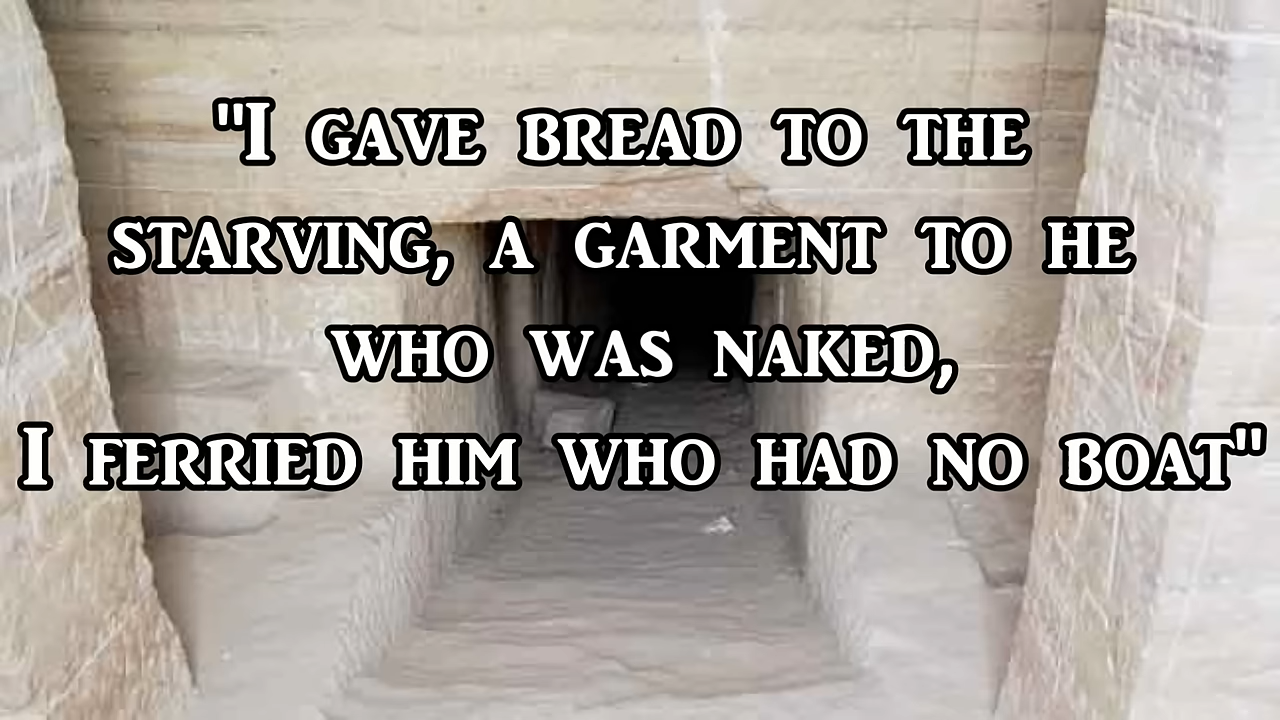 "I GAVE BREAD TO THE
STARVING, A GARMENT TO HE
WHO WAS NAKED,
I FERRIED HIM WHO HAD NO BOAT"